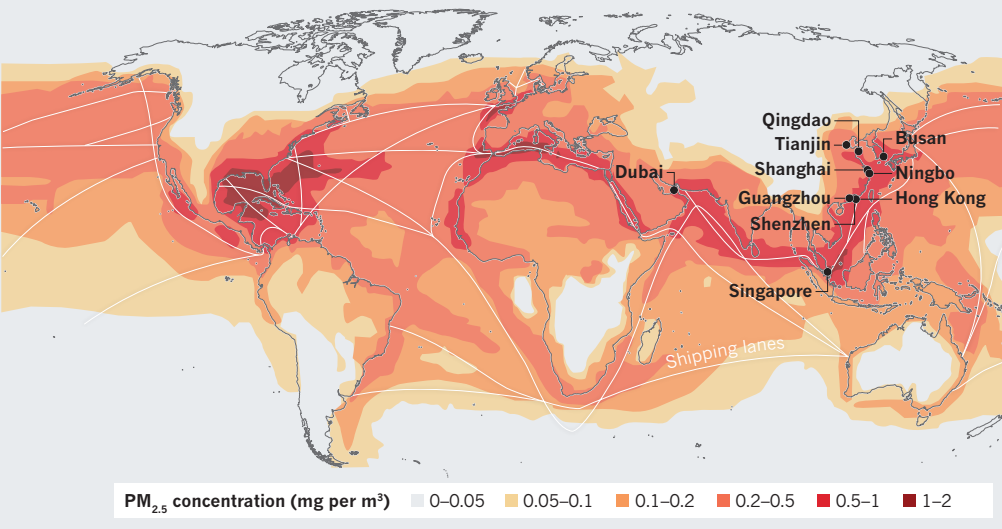 Qingdao
Tianjin
Busan
Shanghai
Dubai
Ningbo
Guangzhou
Hong Kong
Shenzhen
Singapore
Shipping lanes
PM2.5 concentration (mg per m³) 0–0.05 0.05–0.1 0.1–0.2 0.2–0.5 0.5–1 1–2